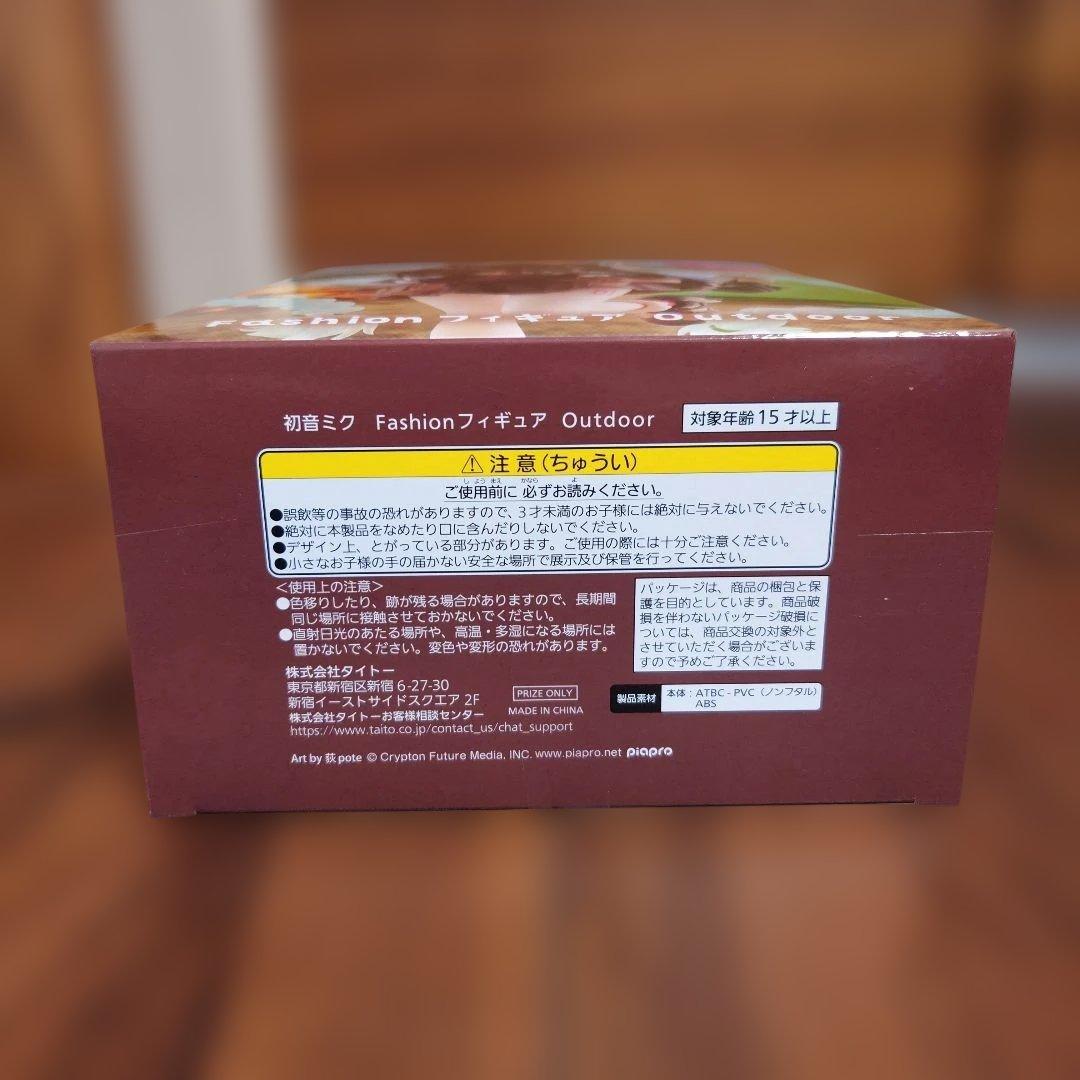 Fashion フィギュア Outdoor
初音ミク Fashionフィギュア Outdoor
対象年齢15才以上
⚠注意(ちゅうい)
ご使用前に必ずお読みください。
●誤飲等の事故の恐れがありますので、3才未満のお子様には絶対に与えないでください。
●絶対に本製品をなめたり口に含んだりしないでください。
●デザイン上、とがっている部分があります。ご使用の際には十分ご注意ください。
●小さなお子様の手の届かない安全な場所で展示及び保管を行ってください。
<使用上の注意>
●色移りしたり、跡が残る場合がありますので、長期間
同じ場所に接触させておかないでください。
●直射日光のあたる場所や、高温・多湿になる場所には
置かないでください。変色や変形の恐れがあります。
パッケージは、商品の梱包と保
護を目的としています。商品破
損を伴わないパッケージ破損に
ついては、商品交換の対象外と
させていただく場合がございま
すので予めご了承ください。
株式会社タイトー
東京都新宿区新宿6-27-30
新宿イーストサイドスクエア2F
株式会社タイトーお客様相談センター
https://www.taito.co.jp/contact_us/chat_support
PRIZE ONLY
MADE IN CHINA
製品素材
本体:ATBC-PVC(ノンフタル)
ABS
Art by 荻pote © Crypton Future Media, INC. www.piapro.net piapro